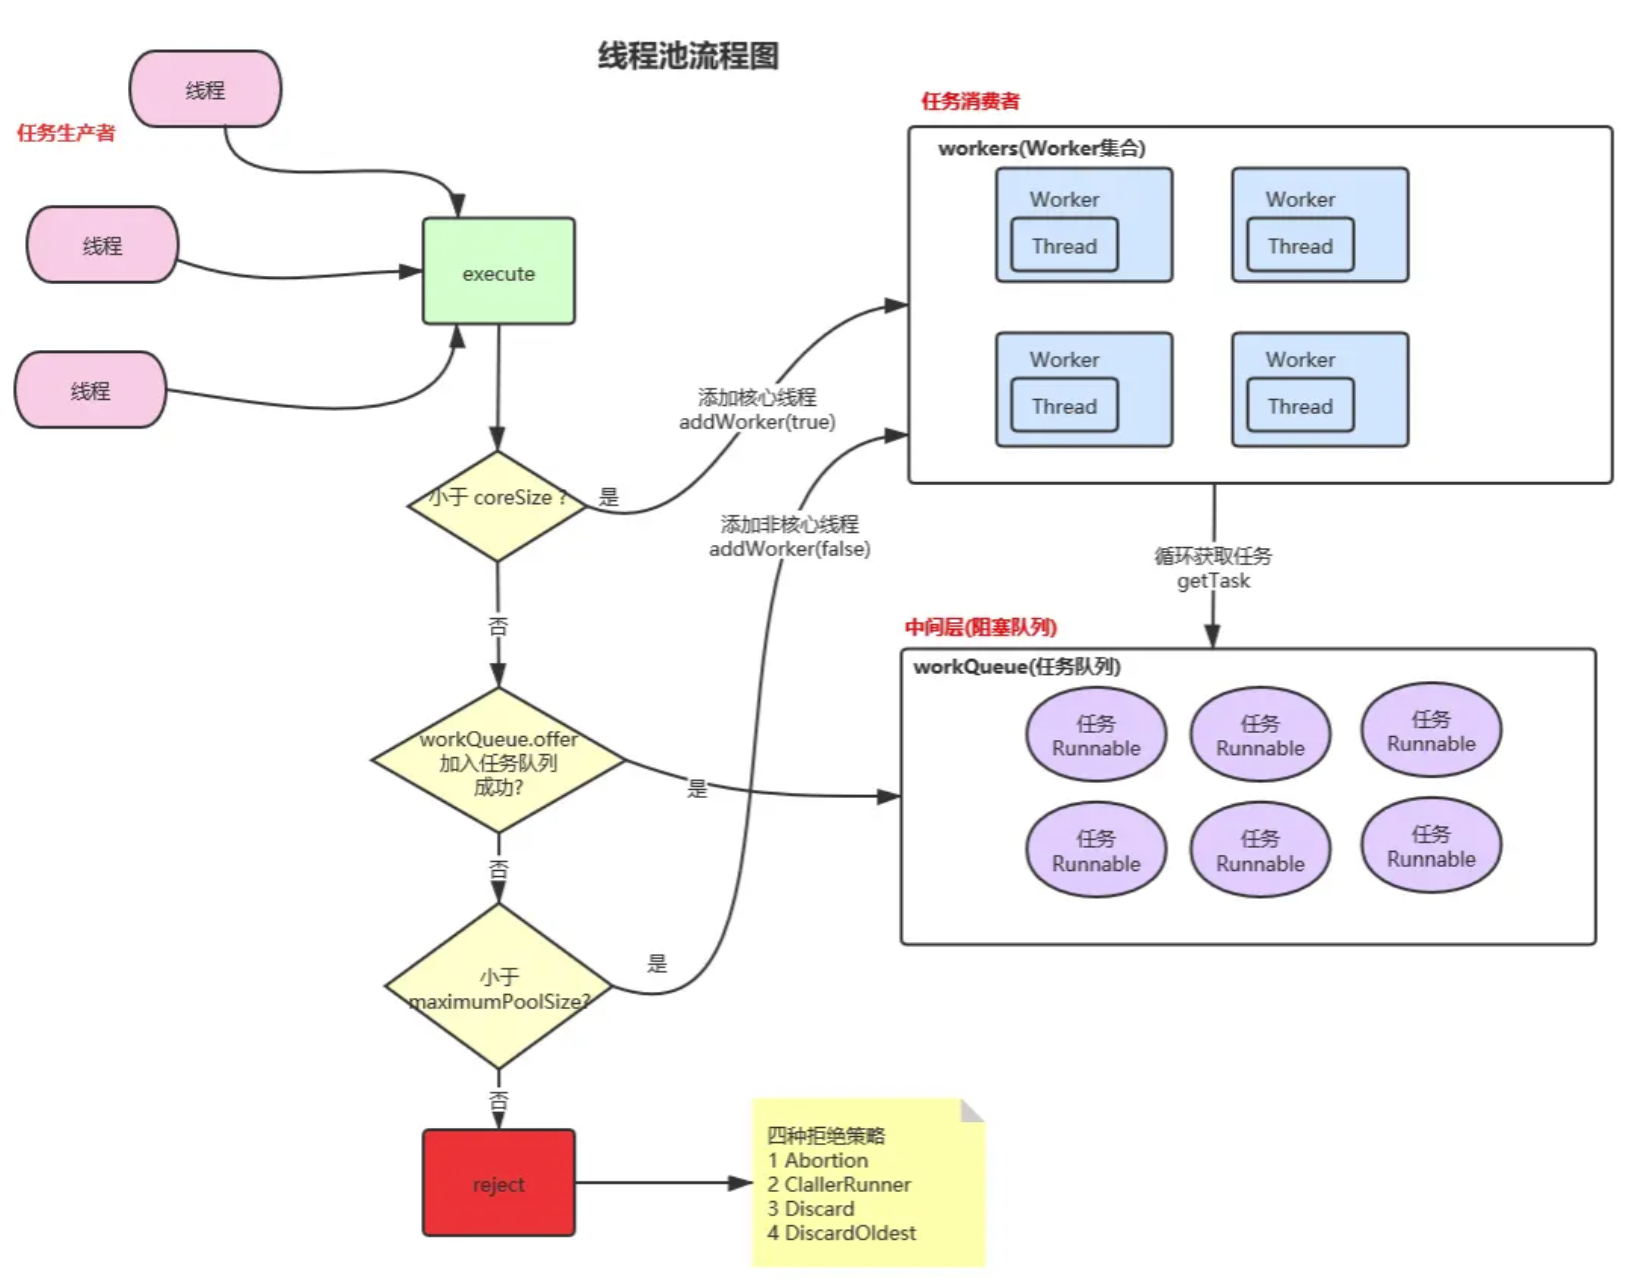 线程池流程图
线程
任务生产者
线程
线程
execute
小于 coreSize ?
是
添加核心线程
addWorker(true)
添加非核心线程
addWorker(false)
否
workQueue.offer
加入任务队列
成功?
是
否
小于
maximumPoolSize?
是
否
reject
四种拒绝策略
1 Abortion
2 ClallerRunner
3 Discard
4 DiscardOldest
任务消费者
workers(Worker集合)
Worker
Thread
Worker
Thread
Worker
Thread
Worker
Thread
循环获取任务
getTask
中间层(阻塞队列)
workQueue(任务队列)
任务
Runnable
任务
Runnable
任务
Runnable
任务
Runnable
任务
Runnable
任务
Runnable